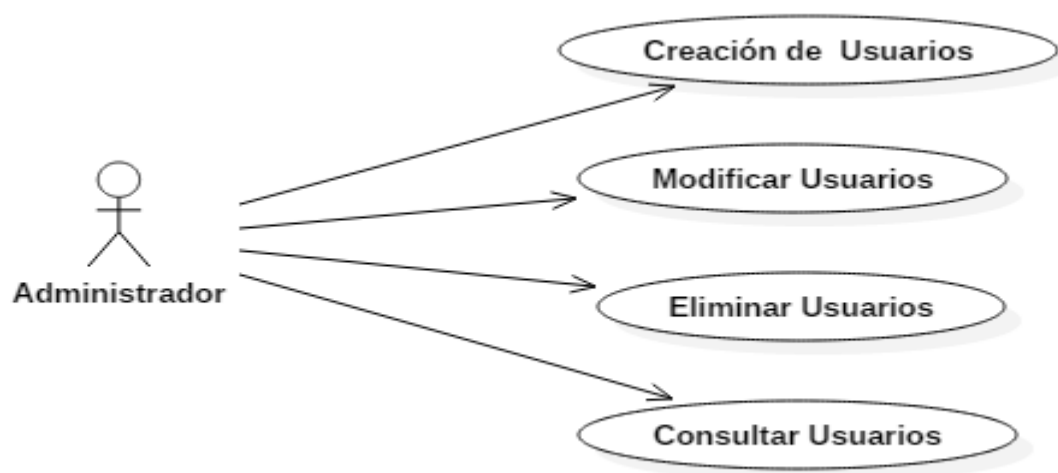 Creación de Usuarios
Modificar Usuarios
Administrador
Eliminar Usuarios
Consultar Usuarios